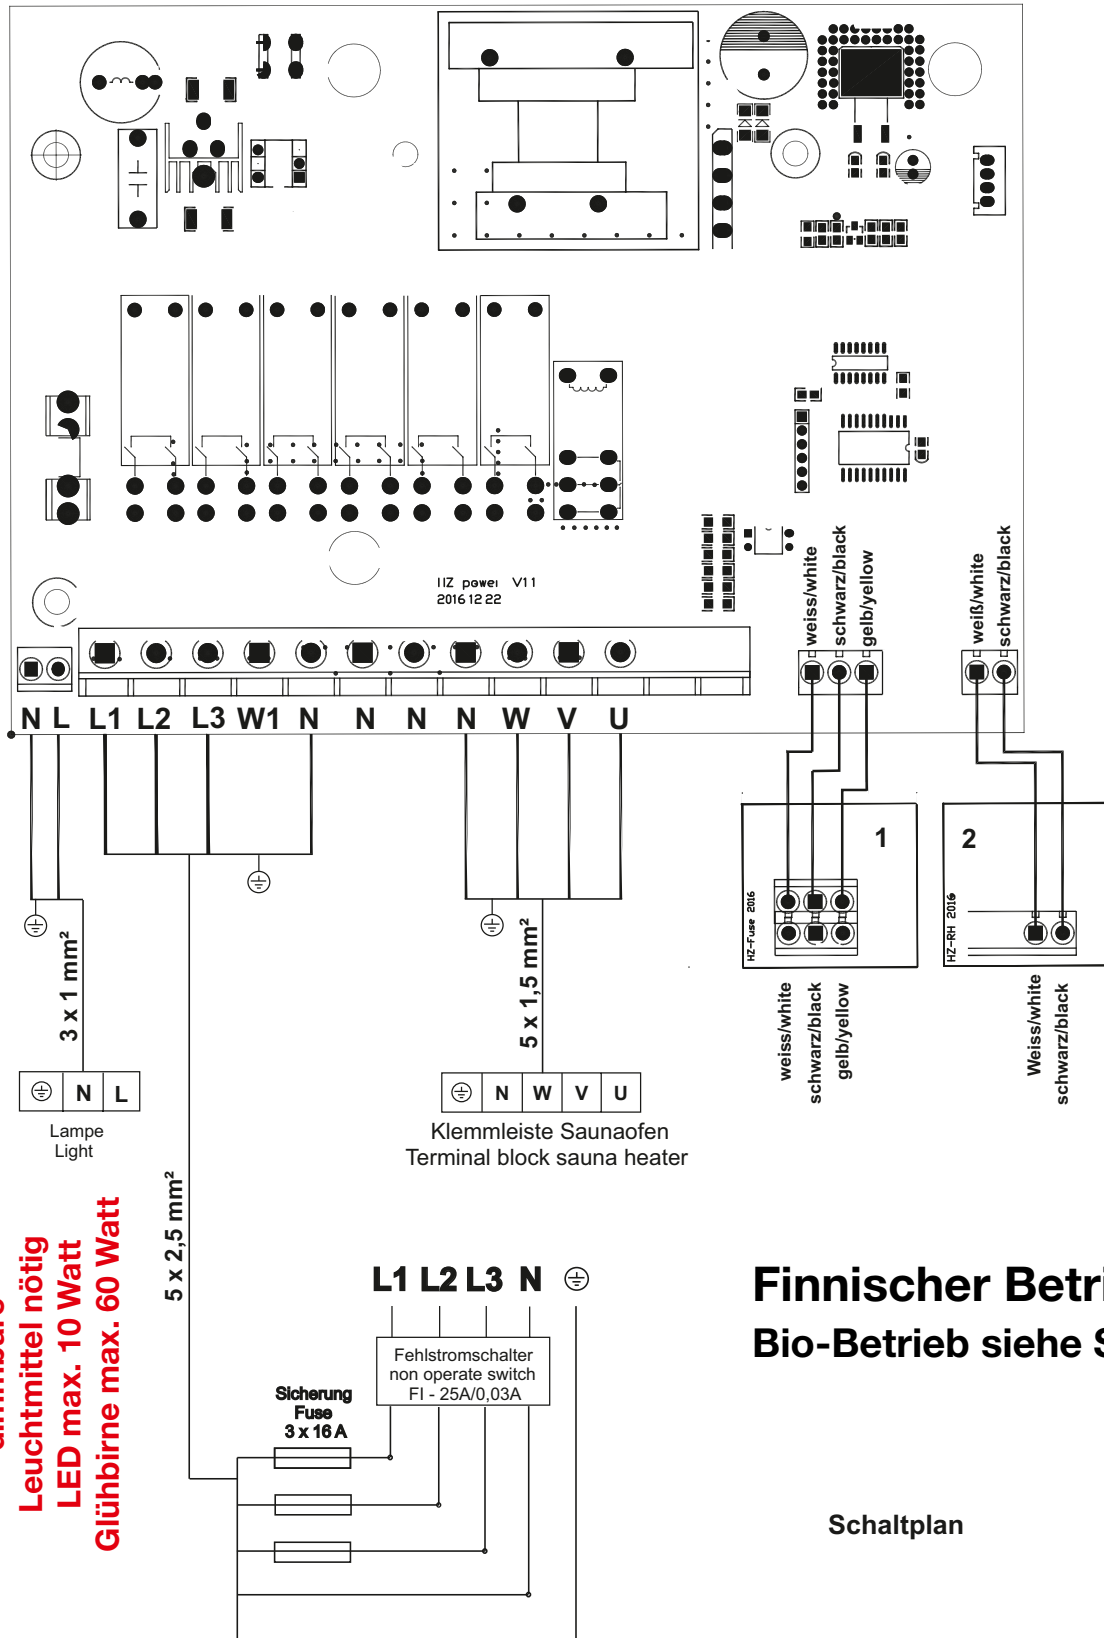 IIZ power V1 1
2016 12 22
weiss/white
schwarz/black
gelb/yellow
weiß/white
schwarz/black
N L L1 L2 L3 W1 N N N N W V U
1
2
HZ-Fuse 2016
HZ-RH 2016
weiss/white
schwarz/black
gelb/yellow
Weiss/white
schwarz/black
3 x 1 mm²
5 x 1,5 mm²
N L
Lampe
Light
N W V U
Klemmleiste Saunaofen
Terminal block sauna heater
5 x 2,5 mm²
Leuchtmittel nötig
LED max. 10 Watt
Glühbirne max. 60 Watt
L1 L2 L3 N
Fehlstromschalter
non operate switch
FI - 25A/0,03A
Sicherung
Fuse
3 x 16 A
Finnischer Betri
Bio-Betrieb siehe S
Schaltplan